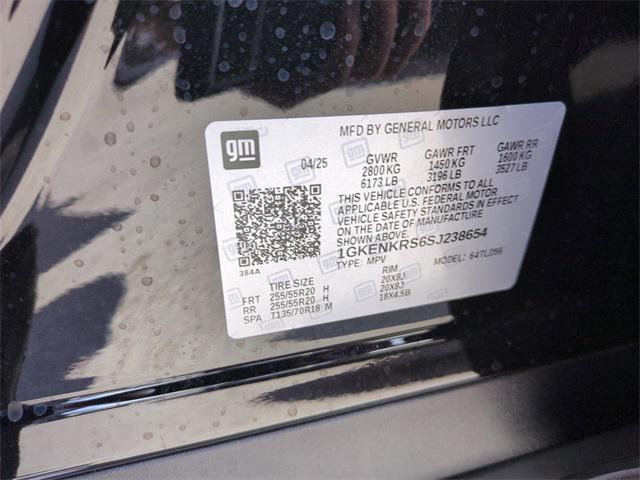 MFD BY GENERAL MOTORS LLC
gm
04/25 GVWR GAWR FRT GAWR RR
2800 KG 1450 KG 1600 KG
6173 LB 3196 LB 3527 LB
THIS VEHICLE CONFORMS TO ALL
APPLICABLE U.S. FEDERAL MOTOR
VEHICLE SAFETY STANDARDS IN EFFECT
ON THE DATE OF MANUFACTURE
SHOWN ABOVE.
1GKENKRS6SJ238654
TYPE: MPV MODEL: 64TLD56
384A
TIRE SIZE RIM
FRT 255/55R20 H 20X8J
RR 255/55R20 H 20X8J
SPA T135/70R18 M 18X4.5B